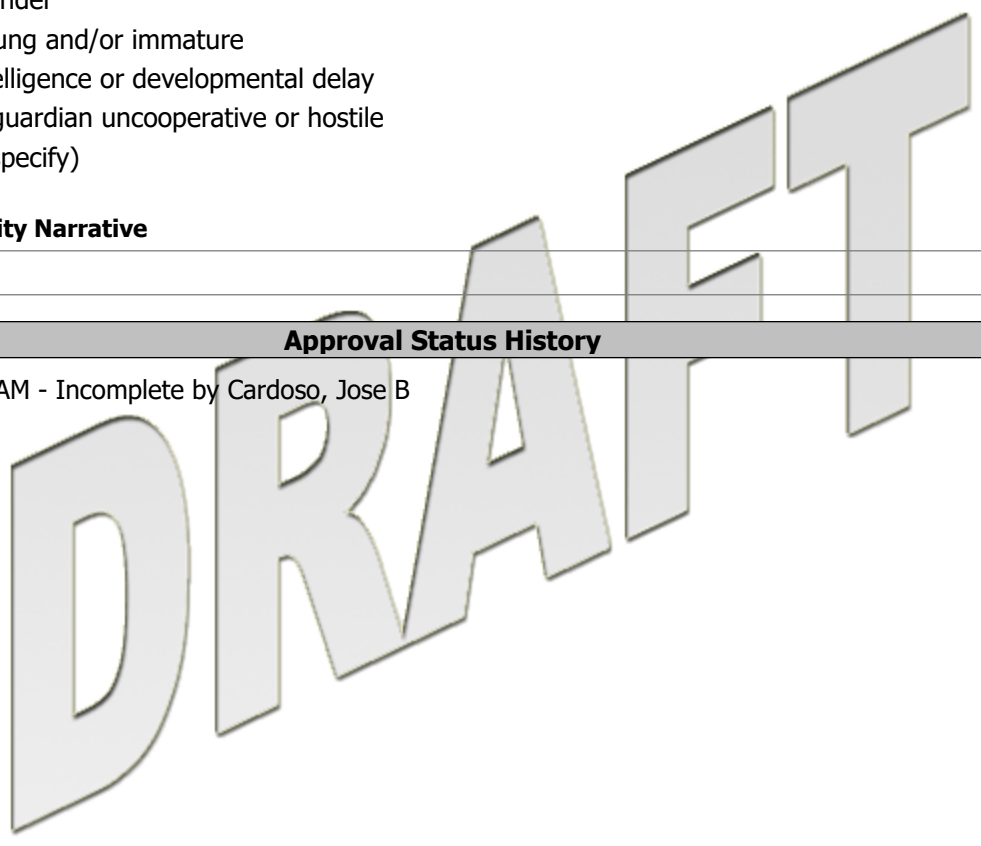 ung and/or immature
elligence or developmental delay
guardian uncooperative or hostile
pecify)
ity Narrative
Approval Status History
AM - Incomplete by Cardoso, Jose B
DRAFT